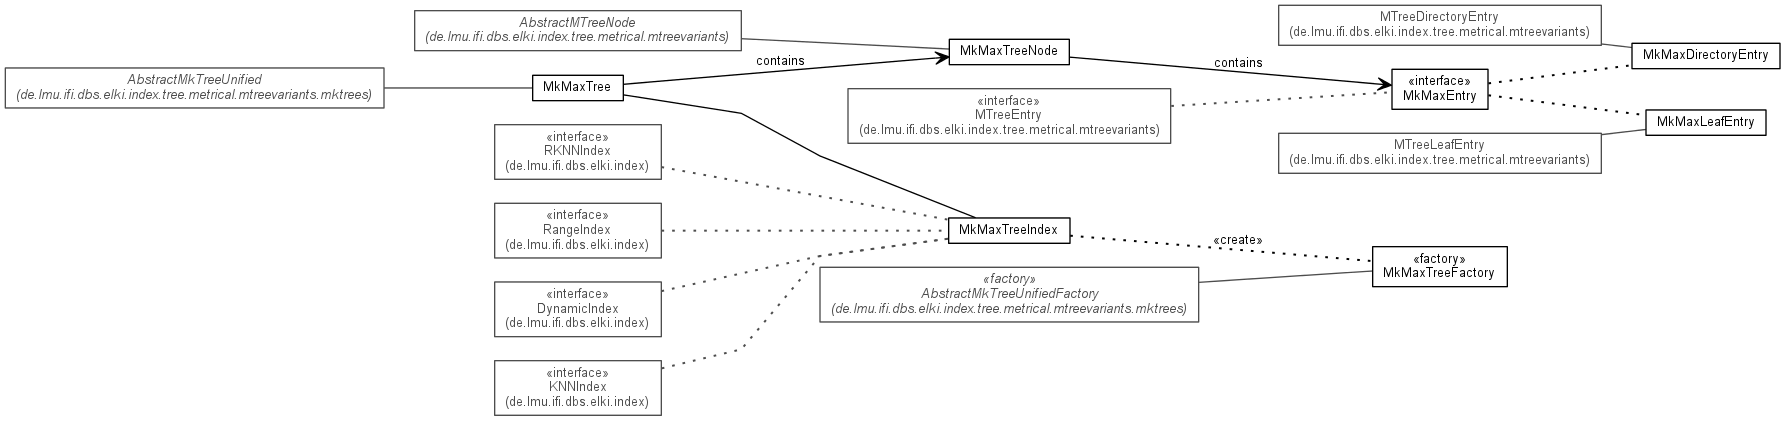 AbstractMTreeNode
(de.lmu.ifi.dbs.elki.index.tree.metrical.mtreevariants)
MTreeDirectoryEntry
(de.lmu.ifi.dbs.elki.index.tree.metrical.mtreevariants)
MkMaxTreeNode
MkMaxDirectoryEntry
contains
contains
AbstractMkTreeUnified
(de.lmu.ifi.dbs.elki.index.tree.metrical.mtreevariants.mktrees)
MkMaxTree
«interface»
MkMaxEntry
«interface»
MTreeEntry
(de.lmu.ifi.dbs.elki.index.tree.metrical.mtreevariants)
MkMaxLeafEntry
«interface»
RKNNIndex
(de.lmu.ifi.dbs.elki.index)
MTreeLeafEntry
(de.lmu.ifi.dbs.elki.index.tree.metrical.mtreevariants)
«interface»
RangeIndex
(de.lmu.ifi.dbs.elki.index)
MkMaxTreeIndex
«create»
«factory»
MkMaxTreeFactory
«factory»
AbstractMkTreeUnifiedFactory
(de.lmu.ifi.dbs.elki.index.tree.metrical.mtreevariants.mktrees)
«interface»
DynamicIndex
(de.lmu.ifi.dbs.elki.index)
«interface»
KNNIndex
(de.lmu.ifi.dbs.elki.index)